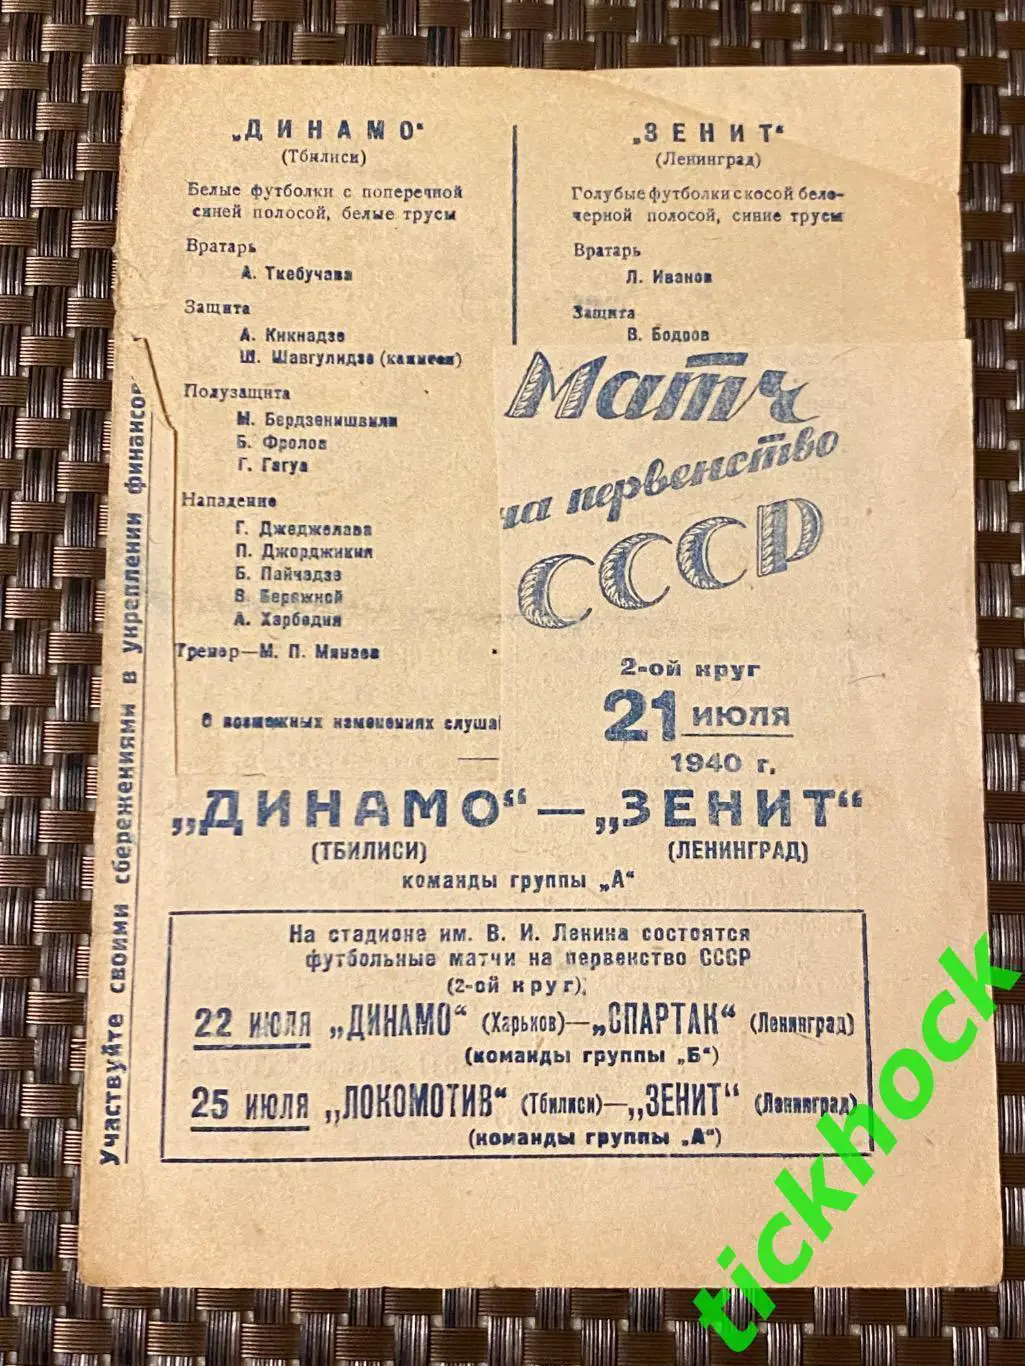 „ДИНАМО“
(Тбилиси)
Белые футболки с поперечной
синей полосой, белые трусы
Вратарь
А. Ткебучава
Защита
А. Кикнадзе
Ш. Шавгулидзе (капитан)
Полузащита
М. Бердзенишвили
Б. Фролов
Г. Гагуа
Нападение
Г. Джеджелава
П. Джорджикия
Б. Пайчадзе
В. Бережной
А. Харбедия
Тренер—М. П. Минаев
О возможных изменениях слуша
„ЗЕНИТ“
(Ленинград)
Голубые футболки с косой бело-
черной полосой, синие трусы
Вратарь
Л. Иванов
Защита
В. Бодров
Матч
на первенство
СССР
2-ой круг
21 июля
1940 г.
„ДИНАМО“ — „ЗЕНИТ“
(ТБИЛИСИ) (ЛЕНИНГРАД)
команды группы „А“
На стадионе им. В. И. Ленина состоятся
футбольные матчи на первенство СССР
(2-ой круг):
22 июля „ДИНАМО“ (Харьков)—„СПАРТАК“ (Ленинград)
(команды группы „Б“)
25 июля „ЛОКОМОТИВ“ (Тбилиси)—„ЗЕНИТ“ (Ленинград)
(команды группы „А“)
Участвуйте своими сбережениями в укреплении финансов
tickhock